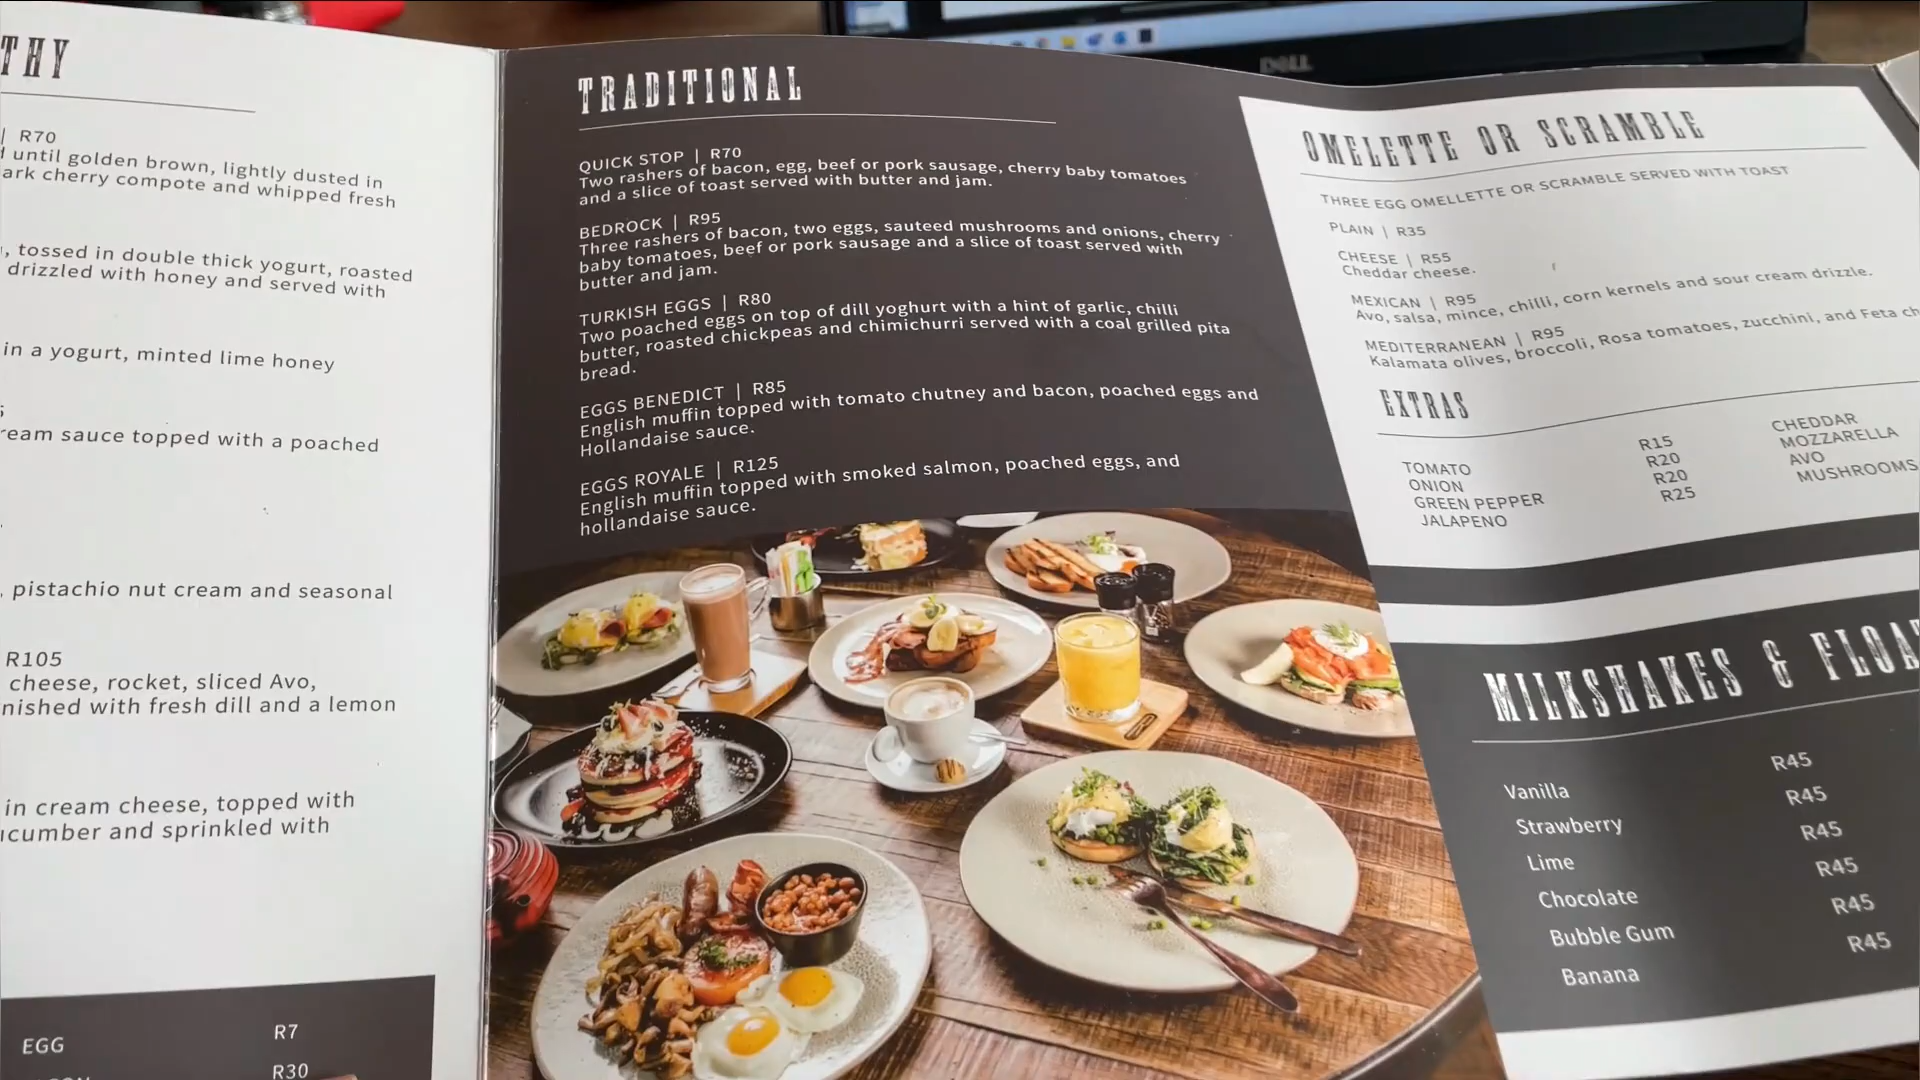 THY
| R70
until golden brown, lightly dusted in
ark cherry compote and whipped fresh
, tossed in double thick yogurt, roasted
drizzled with honey and served with
in a yogurt, minted lime honey
ream sauce topped with a poached
, pistachio nut cream and seasonal
R105
cheese, rocket, sliced Avo,
nished with fresh dill and a lemon
in cream cheese, topped with
cumber and sprinkled with
EGG R7
R30
TRADITIONAL
QUICK STOP | R70
Two rashers of bacon, egg, beef or pork sausage, cherry baby tomatoes
and a slice of toast served with butter and jam.
BEDROCK | R95
Three rashers of bacon, two eggs, sauteed mushrooms and onions, cherry
baby tomatoes, beef or pork sausage and a slice of toast served with
butter and jam.
TURKISH EGGS | R80
Two poached eggs on top of dill yoghurt with a hint of garlic, chilli
butter, roasted chickpeas and chimichurri served with a coal grilled pita
bread.
EGGS BENEDICT | R85
English muffin topped with tomato chutney and bacon, poached eggs and
Hollandaise sauce.
EGGS ROYALE | R125
English muffin topped with smoked salmon, poached eggs, and
hollandaise sauce.
DELL
OMELETTE OR SCRAMBLE
THREE EGG OMELLETTE OR SCRAMBLE SERVED WITH TOAST
PLAIN | R35
CHEESE | R55
Cheddar cheese.
MEXICAN | R95
Avo, salsa, mince, chilli, corn kernels and sour cream drizzle.
MEDITERRANEAN | R95
Kalamata olives, broccoli, Rosa tomatoes, zucchini, and Feta ch
EXTRAS
TOMATO R15 CHEDDAR
ONION R20 MOZZARELLA
GREEN PEPPER R20 AVO
JALAPENO R25 MUSHROOMS
MILKSHAKES & FLOA
Vanilla R45
Strawberry R45
Lime R45
Chocolate R45
Bubble Gum R45
Banana R45